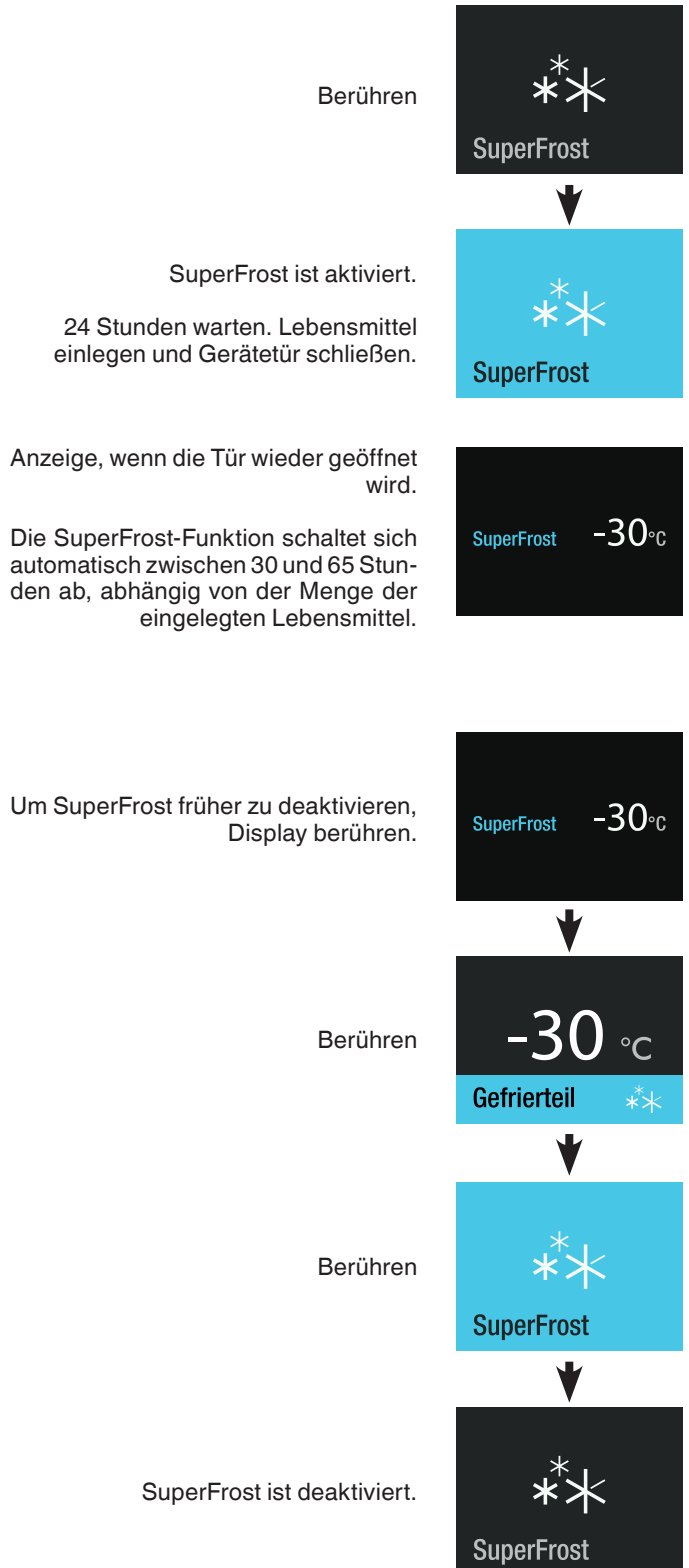 Berühren
SuperFrost
SuperFrost ist aktiviert.
24 Stunden warten. Lebensmittel
einlegen und Gerätetür schließen.
SuperFrost
Anzeige, wenn die Tür wieder geöffnet
wird.
Die SuperFrost-Funktion schaltet sich
automatisch zwischen 30 und 65 Stun-
den ab, abhängig von der Menge der
eingelegten Lebensmittel.
SuperFrost -30°C
Um SuperFrost früher zu deaktivieren,
Display berühren.
SuperFrost -30°C
Berühren
-30 °C
Gefrierteil
Berühren
SuperFrost
SuperFrost ist deaktiviert.
SuperFrost